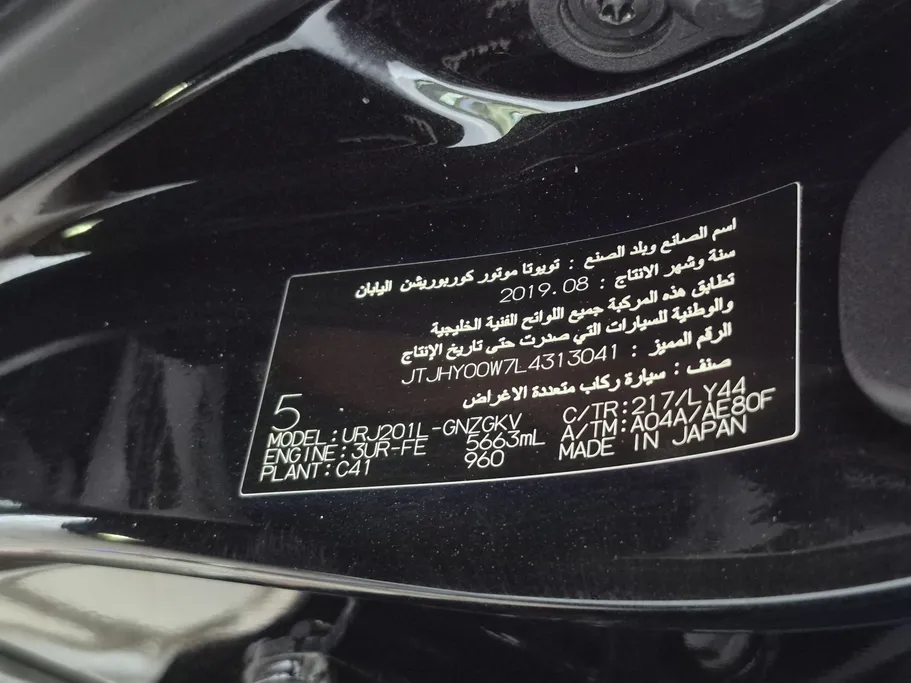 اسم الصانع وبلد الصنع : تويوتا موتور كوربوريشن اليابان
سنة وشهر الانتاج : 2019.08
تطابق هذه المركبة جميع اللوائح الفنية الخليجية
والوطنية للسيارات التي صدرت حتى تاريخ الإنتاج
الرقم المميز : JTJHY00W7L4313041
صنف : سيارة ركاب متعددة الاغراض
5
MODEL:URJ201L-GNZGKV C/TR:217/LY44
ENGINE:3UR-FE 5663mL A/TM:A04A/AE80F
PLANT:C41 960 MADE IN JAPAN